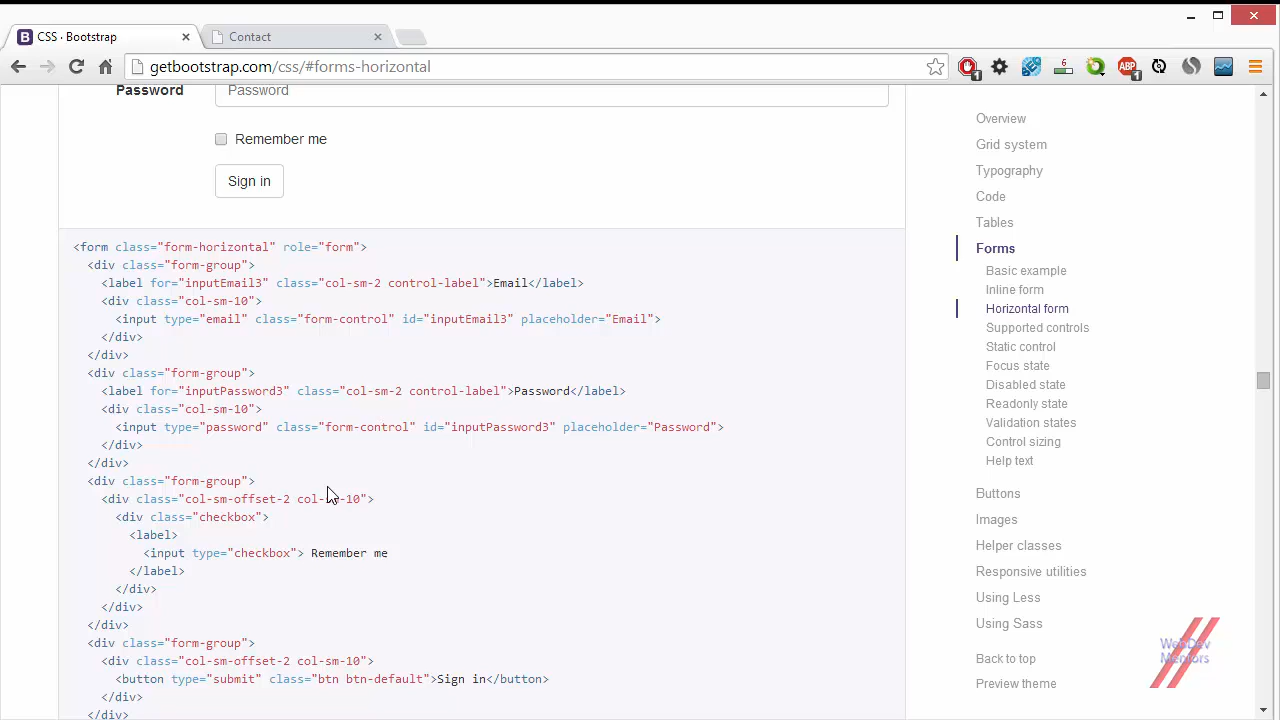 CSS · Bootstrap
Contact
getbootstrap.com/css/#forms-horizontal
1
6
ABP
1
Password
Password
Remember me
Sign in
<form class="form-horizontal" role="form">
<div class="form-group">
<label for="inputEmail3" class="col-sm-2 control-label">Email</label>
<div class="col-sm-10">
<input type="email" class="form-control" id="inputEmail3" placeholder="Email">
</div>
</div>
<div class="form-group">
<label for="inputPassword3" class="col-sm-2 control-label">Password</label>
<div class="col-sm-10">
<input type="password" class="form-control" id="inputPassword3" placeholder="Password">
</div>
</div>
<div class="form-group">
<div class="col-sm-offset-2 col-sm-10">
<div class="checkbox">
<label>
<input type="checkbox"> Remember me
</label>
</div>
</div>
</div>
<div class="form-group">
<div class="col-sm-offset-2 col-sm-10">
<button type="submit" class="btn btn-default">Sign in</button>
</div>
</div>
Overview
Grid system
Typography
Code
Tables
Forms
Basic example
Inline form
Horizontal form
Supported controls
Static control
Focus state
Disabled state
Readonly state
Validation states
Control sizing
Help text
Buttons
Images
Helper classes
Responsive utilities
Using Less
Using Sass
Back to top
Preview theme
WebDev
Mentors